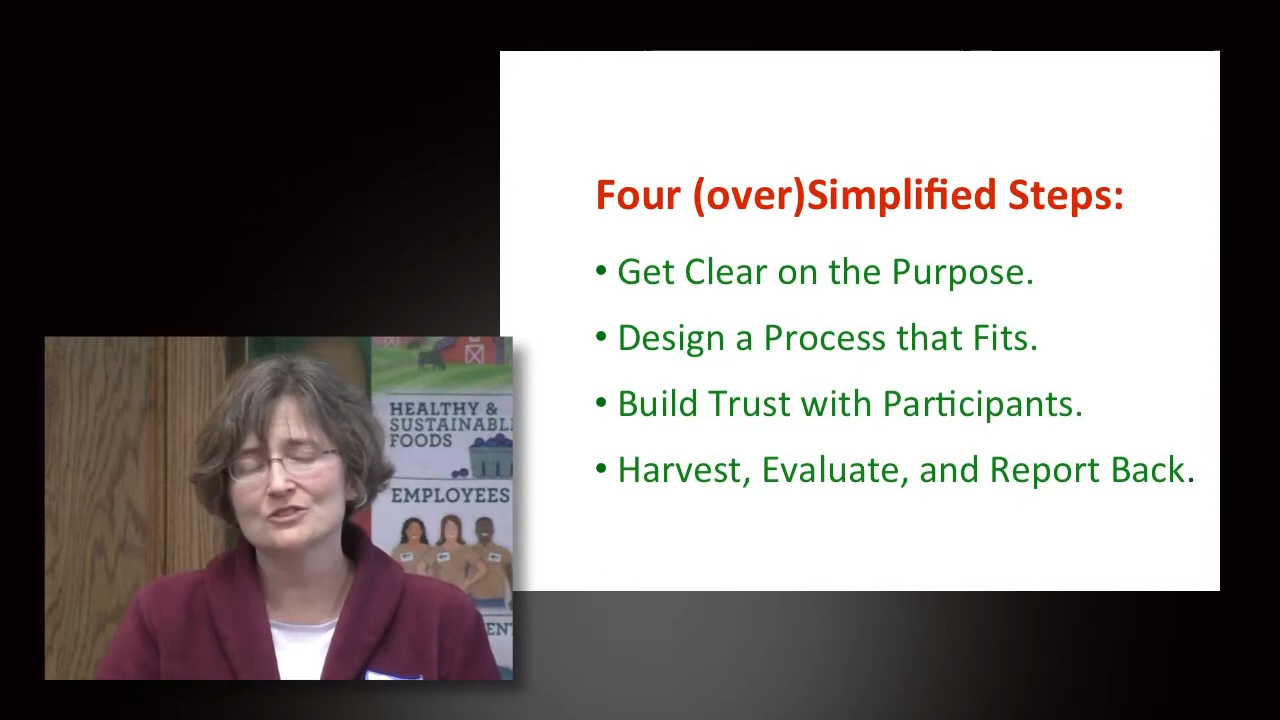 Four (over)Simplified Steps:
• Get Clear on the Purpose.
• Design a Process that Fits.
• Build Trust with Participants.
• Harvest, Evaluate, and Report Back.
HEALTHY &
SUSTAINABL
FOODS
EMPLOYEES